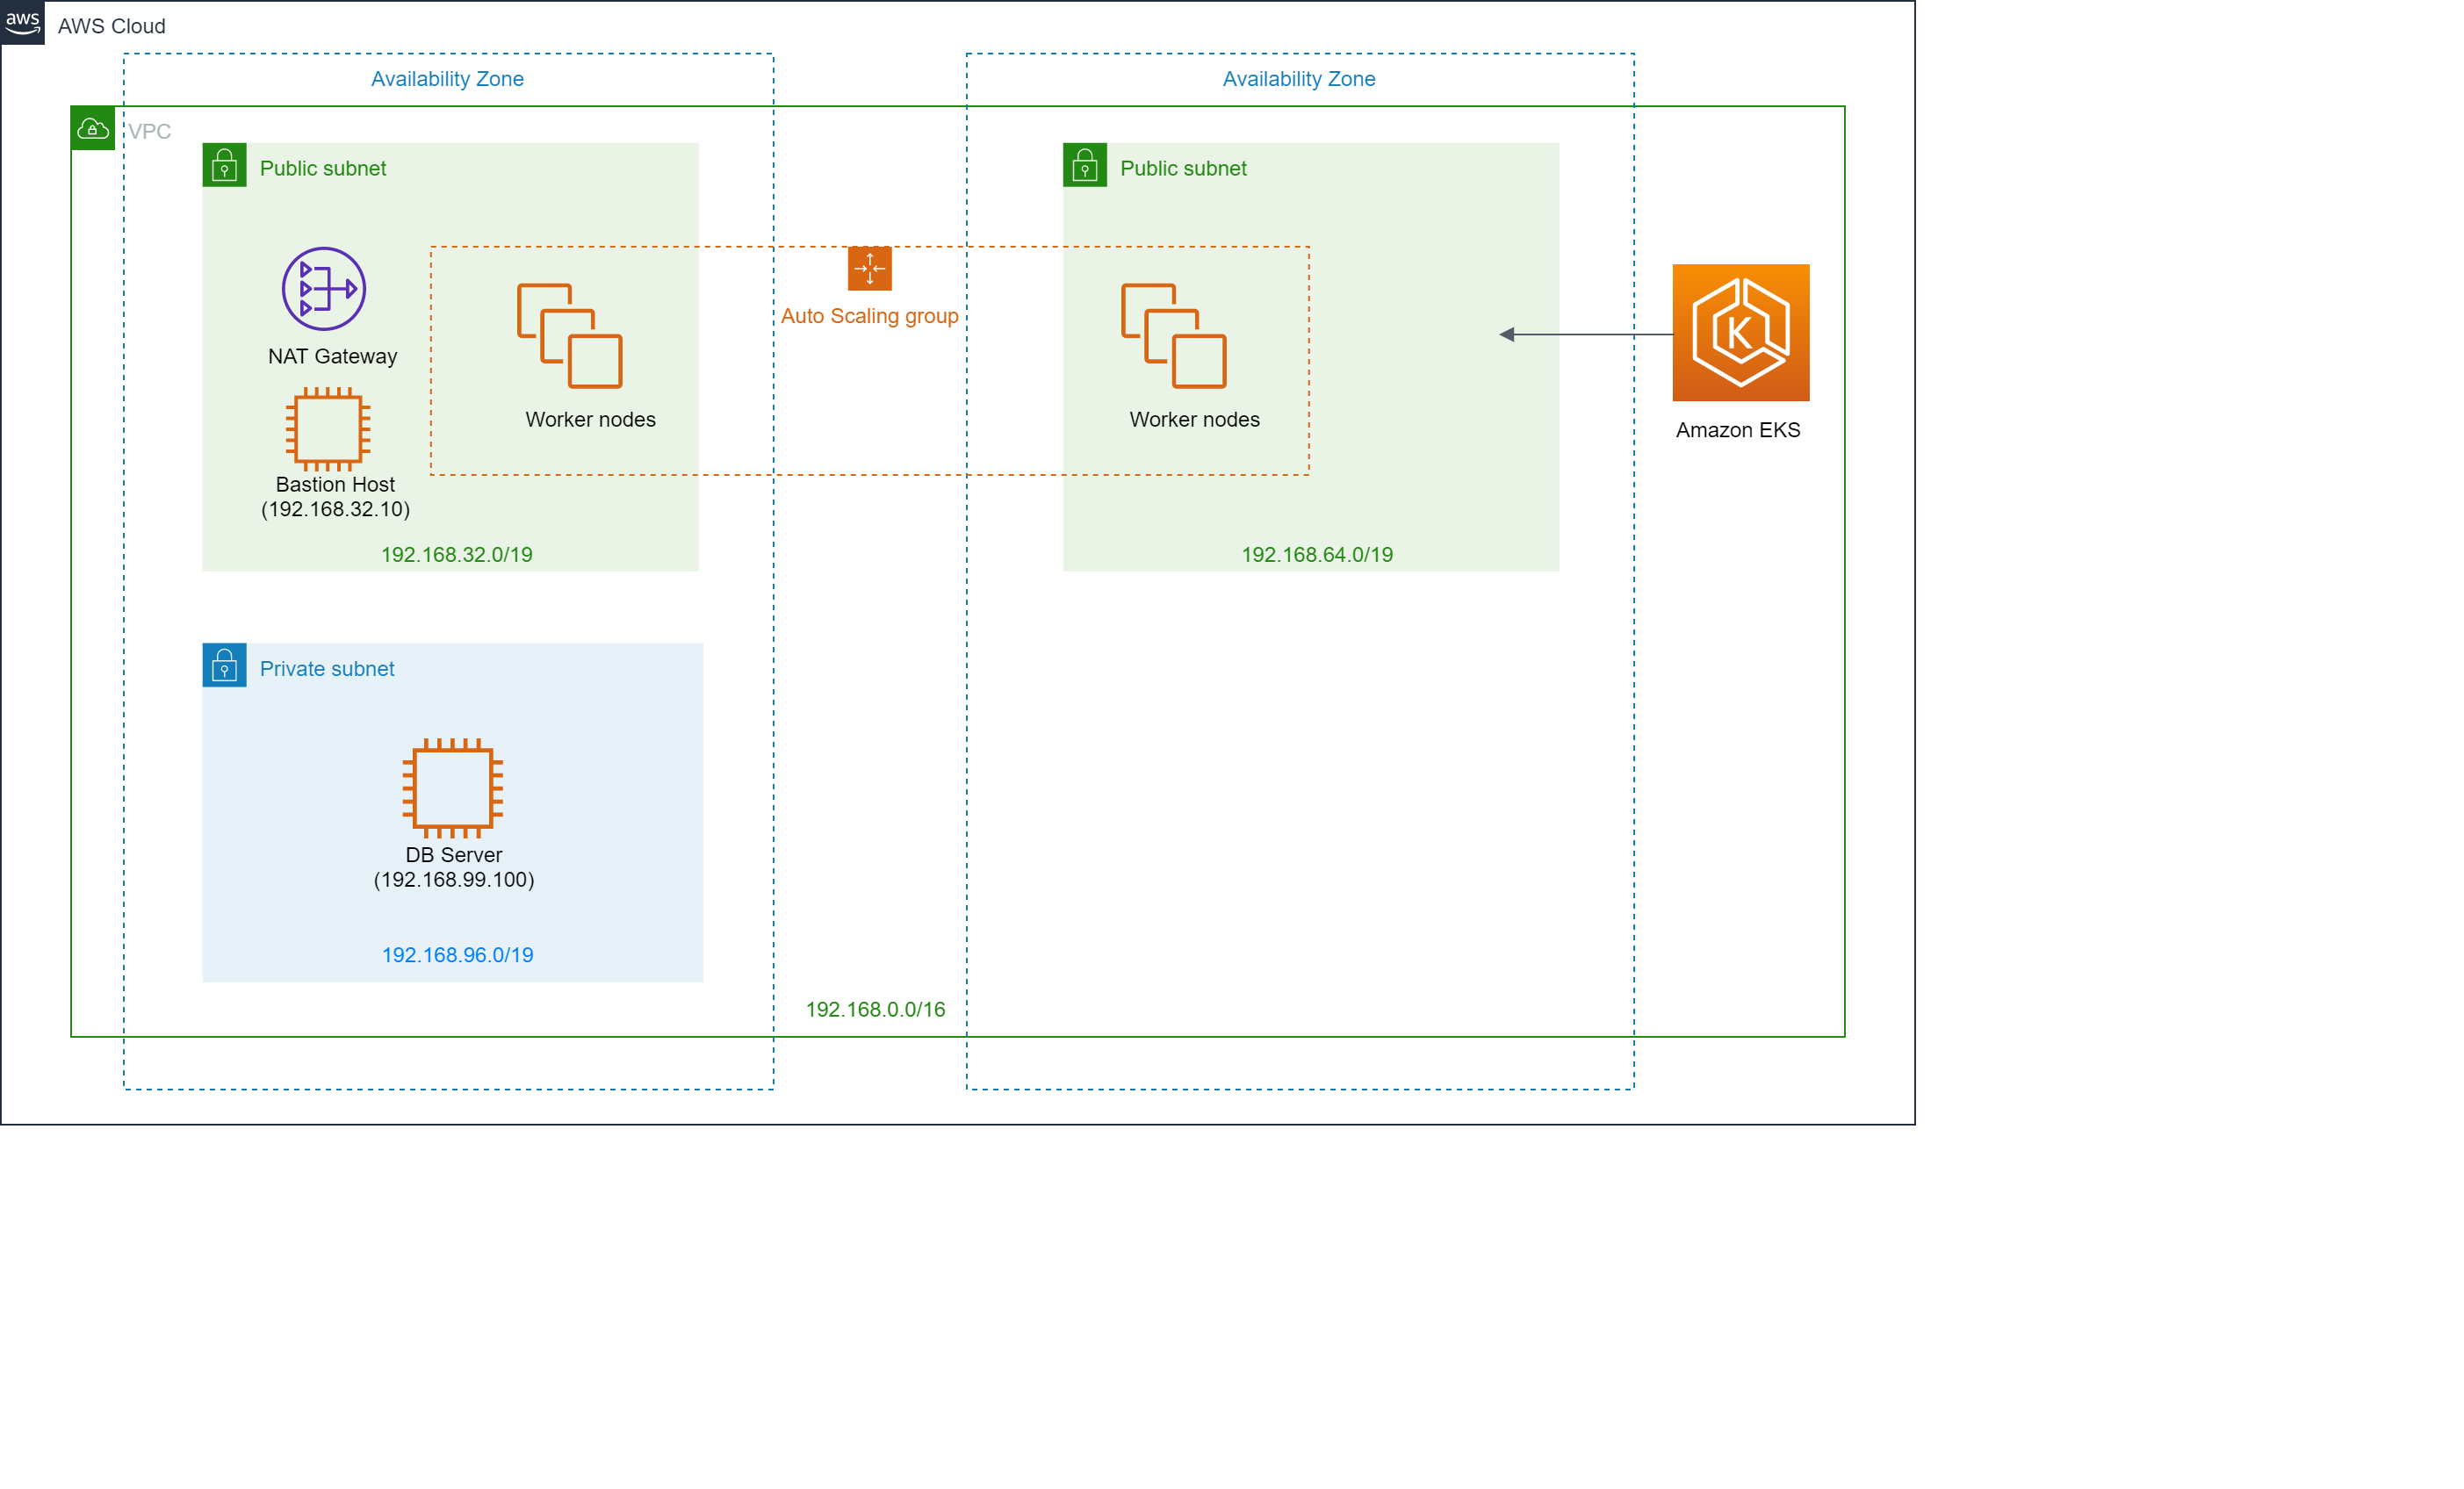 aws
AWS Cloud
Availability Zone
Availability Zone
VPC
Public subnet
Public subnet
NAT Gateway
Auto Scaling group
K
Worker nodes
Worker nodes
Amazon EKS
Bastion Host
(192.168.32.10)
192.168.32.0/19
192.168.64.0/19
Private subnet
DB Server
(192.168.99.100)
192.168.96.0/19
192.168.0.0/16